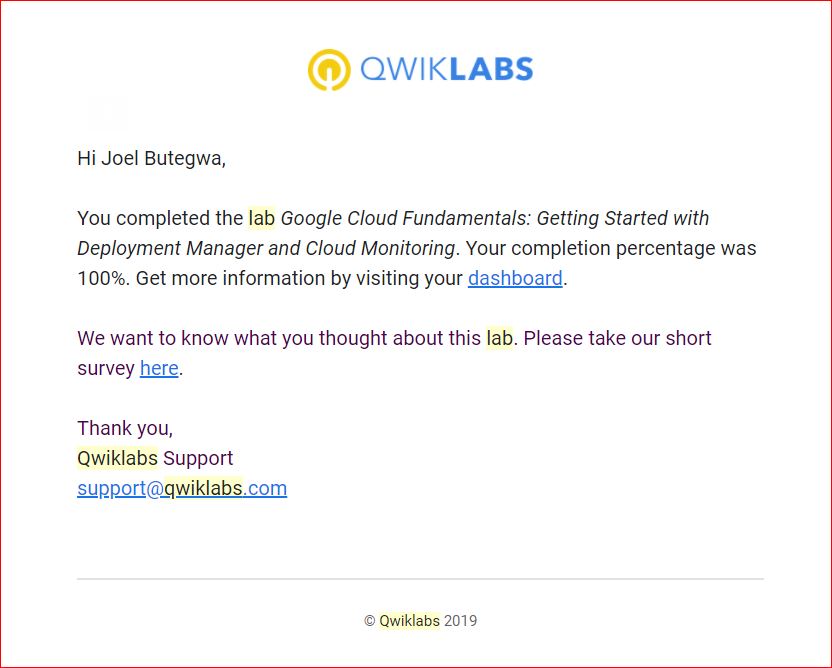 QWIKLABS
Hi Joel Butegwa,
You completed the lab Google Cloud Fundamentals: Getting Started with
Deployment Manager and Cloud Monitoring. Your completion percentage was
100%. Get more information by visiting your dashboard.
We want to know what you thought about this lab. Please take our short
survey here.
Thank you,
Qwiklabs Support
support@qwiklabs.com
© Qwiklabs 2019